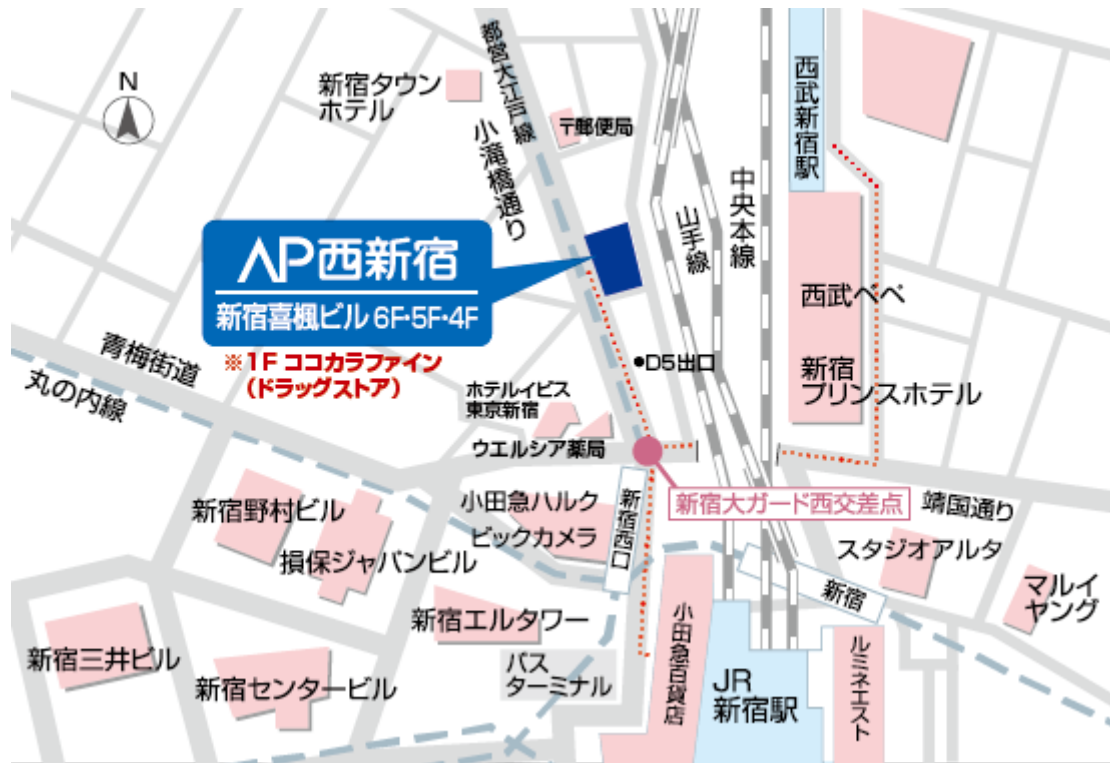 N
新宿タウン
ホテル
都営大江戸線
小滝橋通り
〒郵便局
西武新宿駅
中央本線
山手線
AP西新宿
新宿喜楓ビル 6F・5F・4F
※1F ココカラファイン
(ドラッグストア)
西武ペペ
新宿
プリンスホテル
青梅街道
丸の内線
●D5出口
ホテルイビス
東京新宿
ウエルシア薬局
新宿大ガード西交差点
靖国通り
新宿野村ビル
損保ジャパンビル
小田急ハルク
ビックカメラ
新宿西口
スタジオアルタ
新宿
マルイ
ヤング
新宿エルタワー
バス
ターミナル
新宿三井ビル
新宿センタービル
小田急百貨店
JR
新宿駅
ルミネエスト